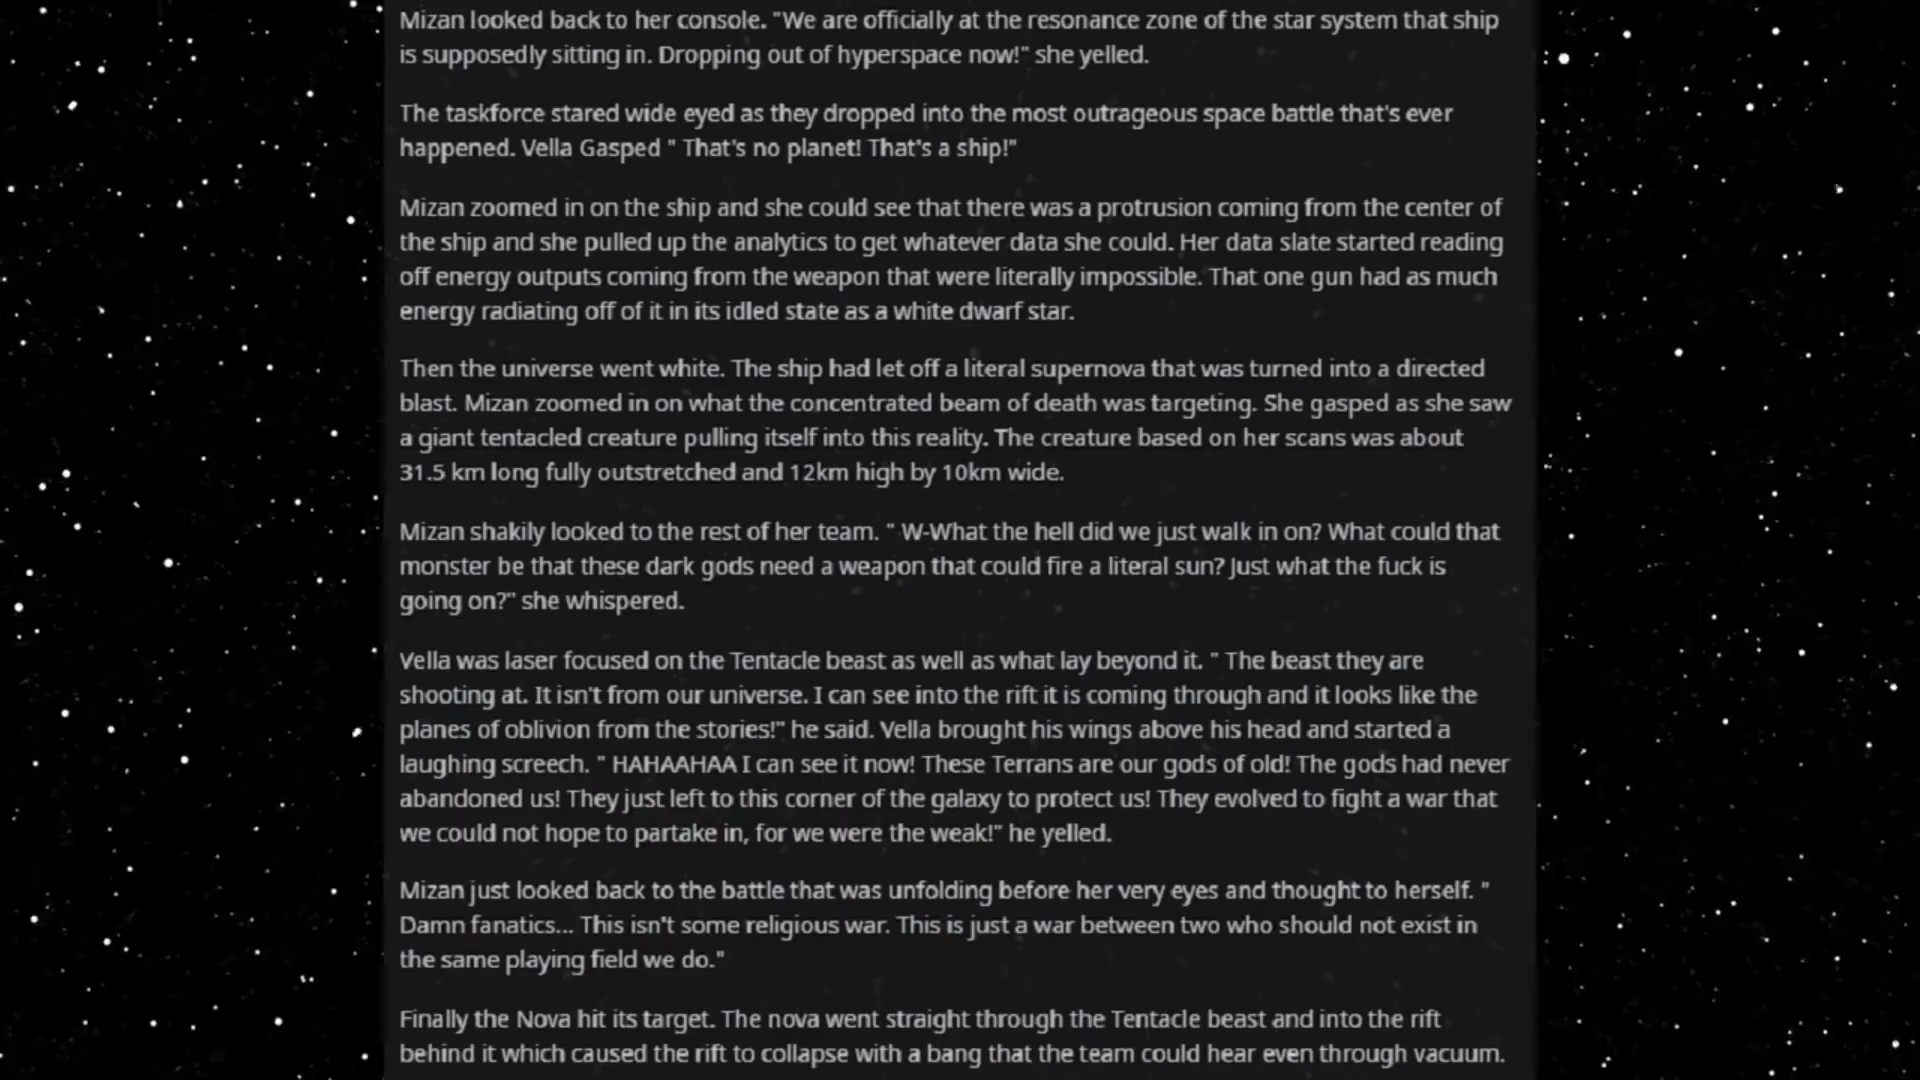 Mizan looked back to her console. "We are officially at the resonance zone of the star system that ship
is supposedly sitting in. Dropping out of hyperspace now!" she yelled.
The taskforce stared wide eyed as they dropped into the most outrageous space battle that's ever
happened. Vella Gasped " That's no planet! That's a ship!"
Mizan zoomed in on the ship and she could see that there was a protrusion coming from the center of
the ship and she pulled up the analytics to get whatever data she could. Her data slate started reading
off energy outputs coming from the weapon that were literally impossible. That one gun had as much
energy radiating off of it in its idled state as a white dwarf star.
Then the universe went white. The ship had let off a literal supernova that was turned into a directed
blast. Mizan zoomed in on what the concentrated beam of death was targeting. She gasped as she saw
a giant tentacled creature pulling itself into this reality. The creature based on her scans was about
31.5 km long fully outstretched and 12km high by 10km wide.
Mizan shakily looked to the rest of her team. " W-What the hell did we just walk in on? What could that
monster be that these dark gods need a weapon that could fire a literal sun? Just what the fuck is
going on?" she whispered.
Vella was laser focused on the Tentacle beast as well as what lay beyond it. " The beast they are
shooting at. It isn't from our universe. I can see into the rift it is coming through and it looks like the
planes of oblivion from the stories!" he said. Vella brought his wings above his head and started a
laughing screech. " HAHAAHAA I can see it now! These Terrans are our gods of old! The gods had never
abandoned us! They just left to this corner of the galaxy to protect us! They evolved to fight a war that
we could not hope to partake in, for we were the weak!" he yelled.
Mizan just looked back to the battle that was unfolding before her very eyes and thought to herself. "
Damn fanatics... This isn't some religious war. This is just a war between two who should not exist in
the same playing field we do."
Finally the Nova hit its target. The nova went straight through the Tentacle beast and into the rift
behind it which caused the rift to collapse with a bang that the team could hear even through vacuum.